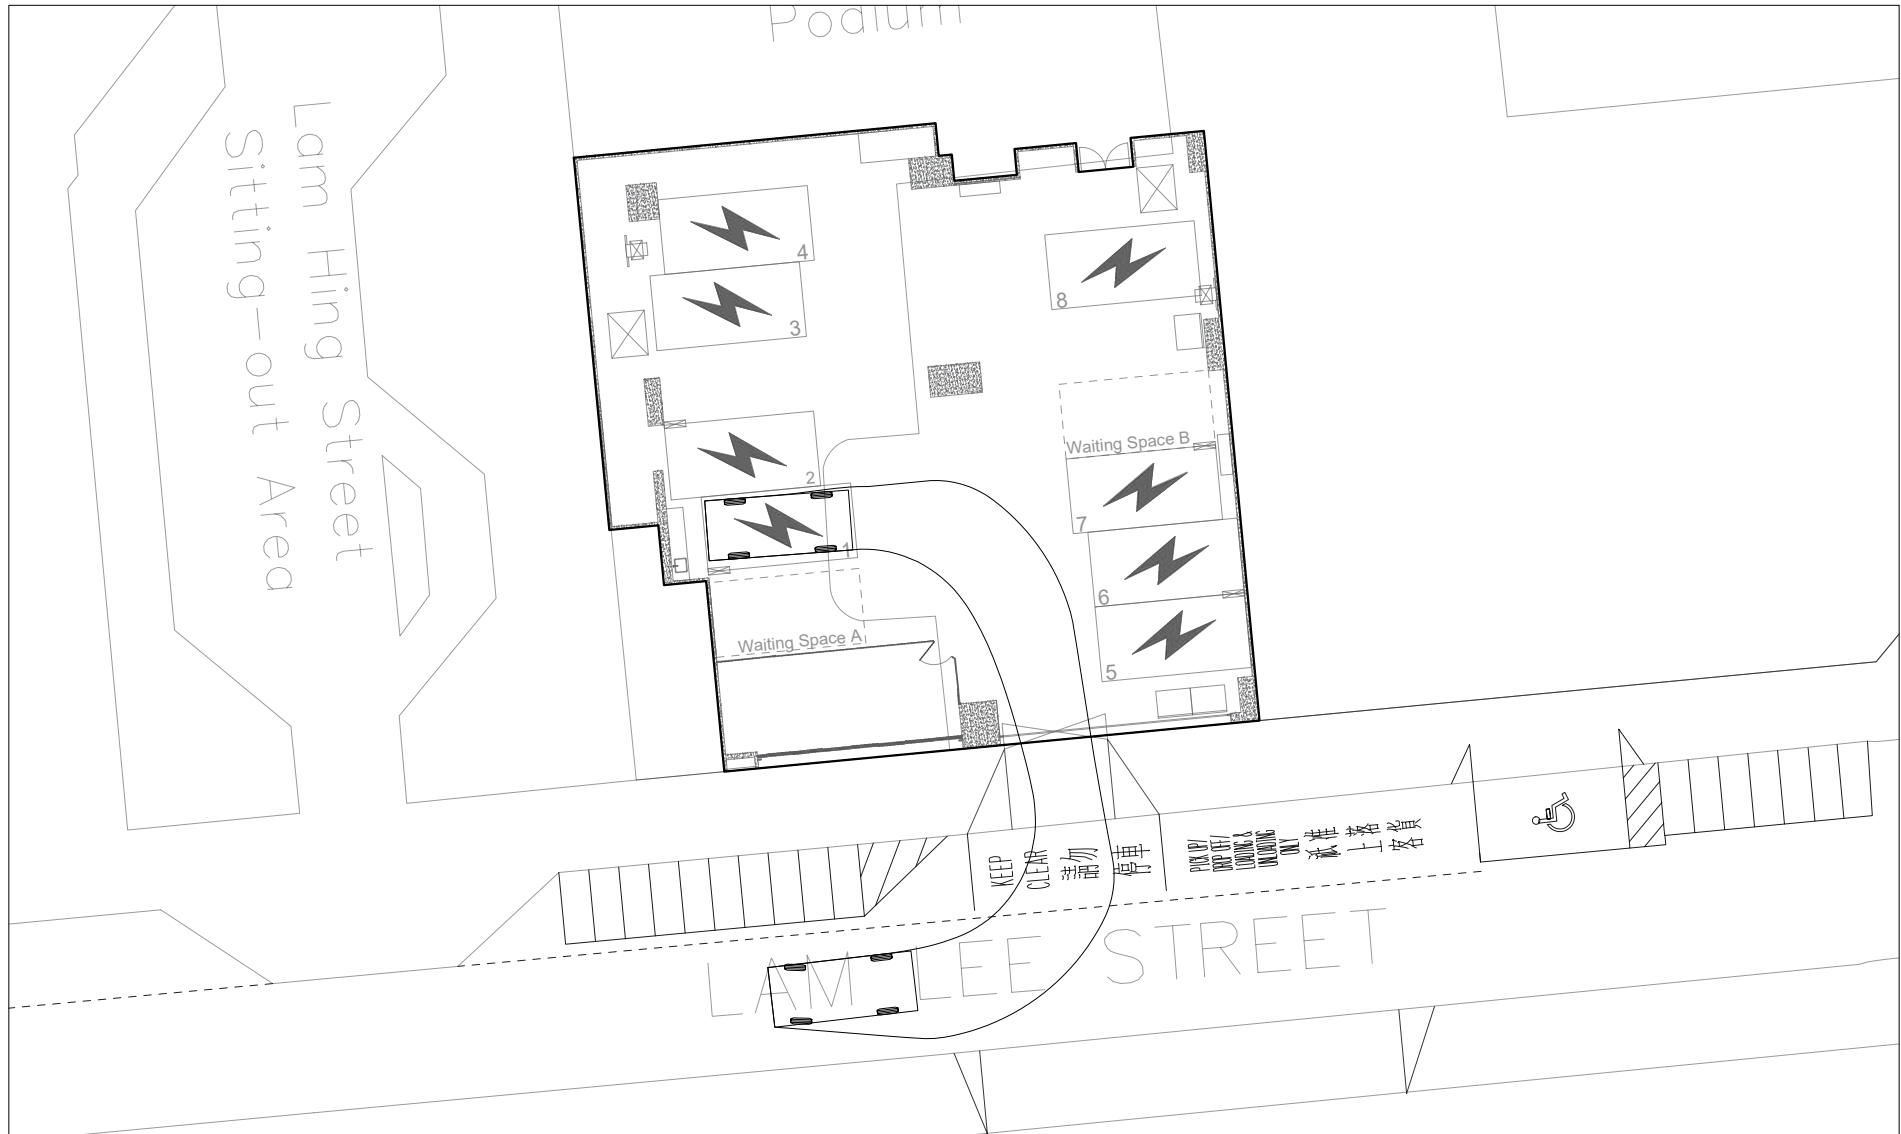 Podium
Lam Hing Street
Sitting-out Area
4
3
2
1
8
Waiting Space B
7
6
5
Waiting Space A
KEEP
CLEAR
請勿
停車
PICK UP/
DROP OFF/
LOADING &
UNLOADING
ONLY
祇准
上落
客貨
LAM LEE STREET